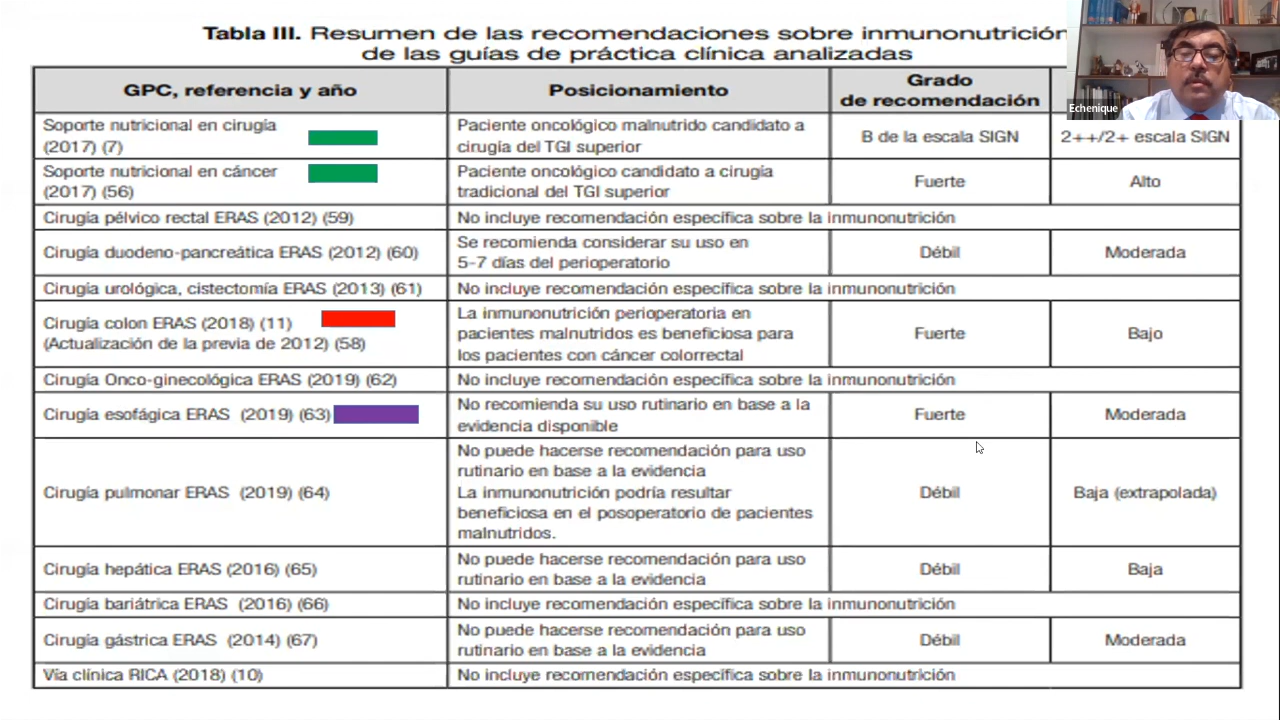 Tabla III. Resumen de las recomendaciones sobre inmunonutrición
de las guías de práctica clínica analizadas
GPC, referencia y año
Posicionamiento
Grado
de recomendación
Echenique
Soporte nutricional en cirugía
(2017) (7)
Paciente oncológico malnutrido candidato a
cirugía del TGI superior
B de la escala SIGN
2++/2+ escala SIGN
Soporte nutricional en cáncer
(2017) (56)
Paciente oncológico candidato a cirugía
tradicional del TGI superior
Fuerte
Alto
Cirugía pélvico rectal ERAS (2012) (59)
No incluye recomendación específica sobre la inmunonutrición
Cirugía duodeno-pancreática ERAS (2012) (60)
Se recomienda considerar su uso en
5-7 días del perioperatorio
Débil
Moderada
Cirugía urológica, cistectomía ERAS (2013) (61)
No incluye recomendación específica sobre la inmunonutrición
Cirugía colon ERAS (2018) (11)
(Actualización de la previa de 2012) (58)
La inmunonutrición perioperatoria en
pacientes malnutridos es beneficiosa para
los pacientes con cáncer colorrectal
Fuerte
Bajo
Cirugía Onco-ginecológica ERAS (2019) (62)
No incluye recomendación específica sobre la inmunonutrición
Cirugía esofágica ERAS (2019) (63)
No recomienda su uso rutinario en base a la
evidencia disponible
Fuerte
Moderada
Cirugía pulmonar ERAS (2019) (64)
No puede hacerse recomendación para uso
rutinario en base a la evidencia
La inmunonutrición podría resultar
beneficiosa en el posoperatorio de pacientes
malnutridos.
Débil
Baja (extrapolada)
Cirugía hepática ERAS (2016) (65)
No puede hacerse recomendación para uso
rutinario en base a la evidencia
Débil
Baja
Cirugía bariátrica ERAS (2016) (66)
No incluye recomendación específica sobre la inmunonutrición
Cirugía gástrica ERAS (2014) (67)
No puede hacerse recomendación para uso
rutinario en base a la evidencia
Débil
Moderada
Vía clínica RICA (2018) (10)
No incluye recomendación específica sobre la inmunonutrición